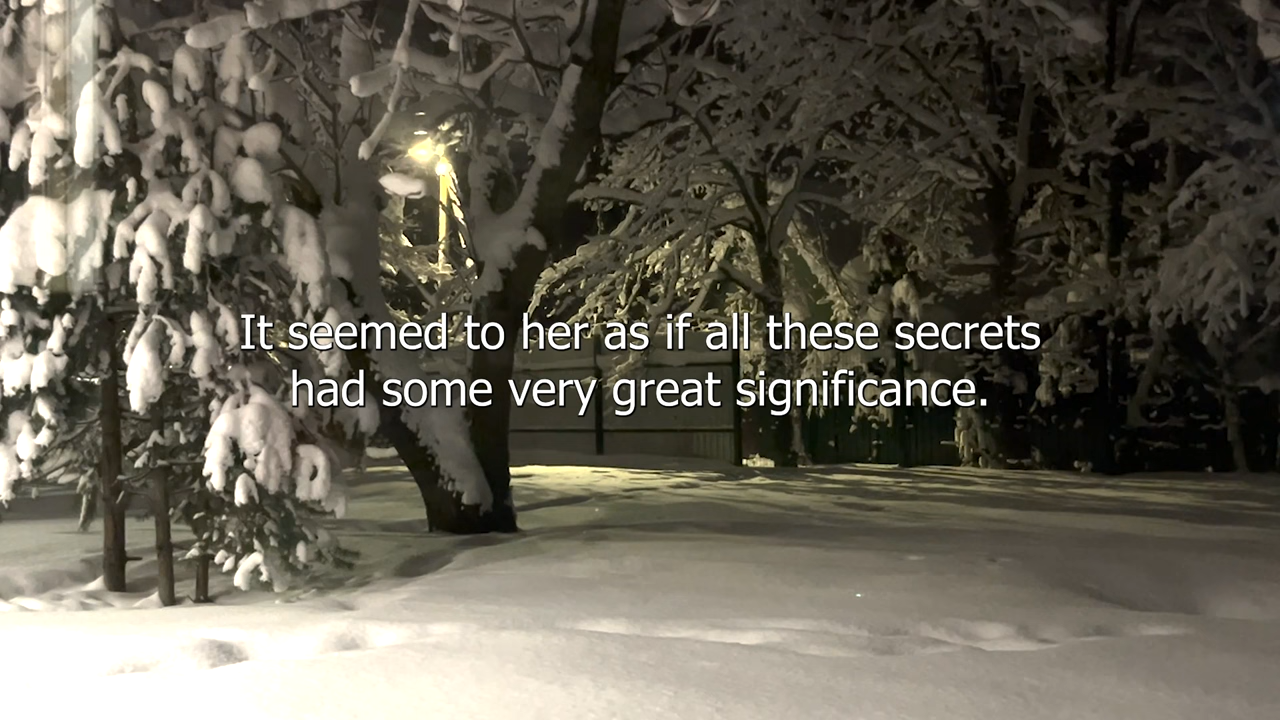 It seemed to her as if all these secrets
had some very great significance.